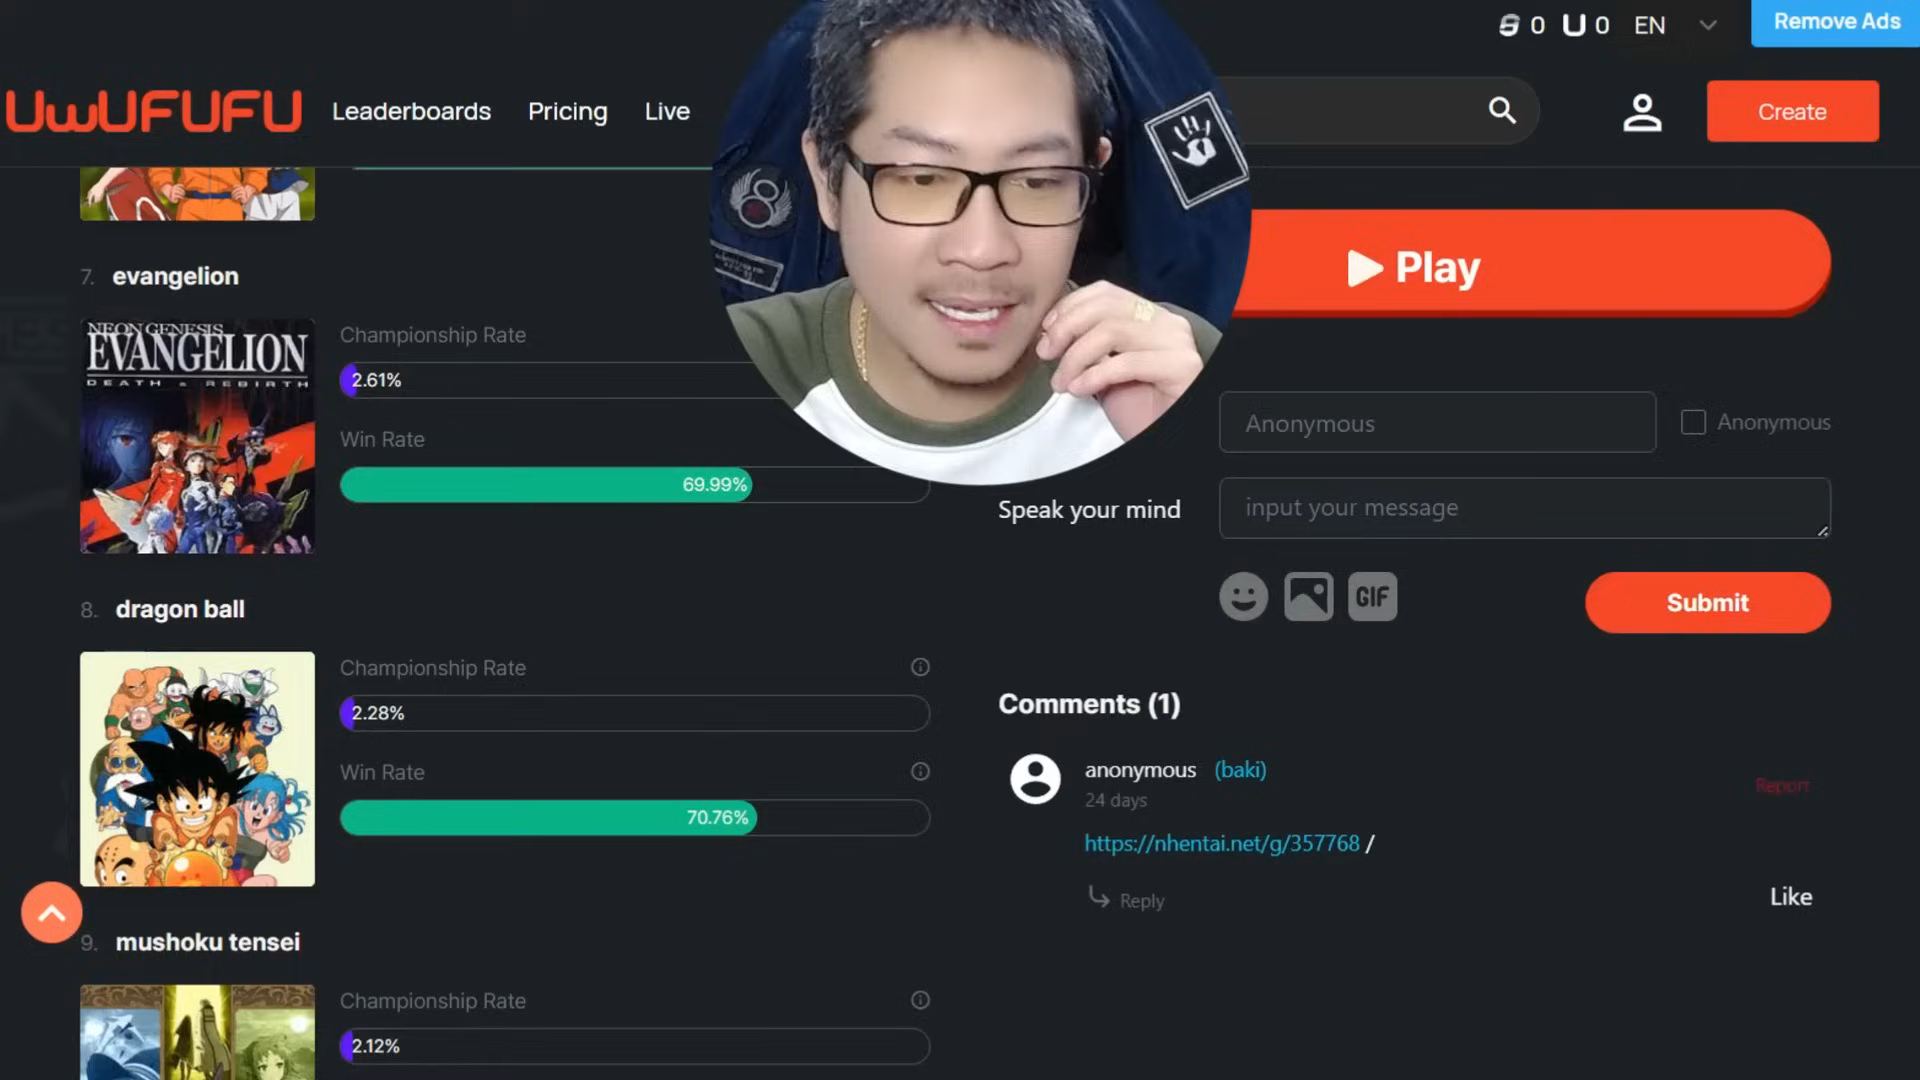 6 0 U 0 EN
Remove Ads
UwUFUFU
Leaderboards
Pricing
Live
Create
Play
7. evangelion
NEON GENESIS
EVANGELION
DEATH & REBIRTH
Championship Rate
2.61%
Win Rate
69.99%
Anonymous
Anonymous
Speak your mind
input your message
GIF
Submit
8. dragon ball
Championship Rate
2.28%
Win Rate
70.76%
Comments (1)
anonymous (baki)
24 days
Report
https://nhentai.net/g/357768 /
Reply
Like
9. mushoku tensei
Championship Rate
2.12%